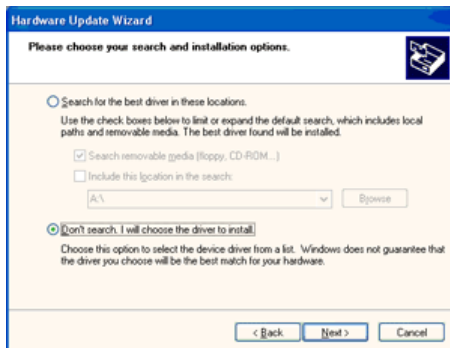 Hardware Update Wizard
Please choose your search and installation options.
Search for the best driver in these locations.
Use the check boxes below to limit or expand the default search, which includes local
paths and removable media. The best driver found will be installed.
Search removable media (floppy, CD-ROM...)
Include this location in the search:
A:\
Browse
Don't search. I will choose the driver to install.
Choose this option to select the device driver from a list. Windows does not guarantee that
the driver you choose will be the best match for your hardware.
< Back Next > Cancel